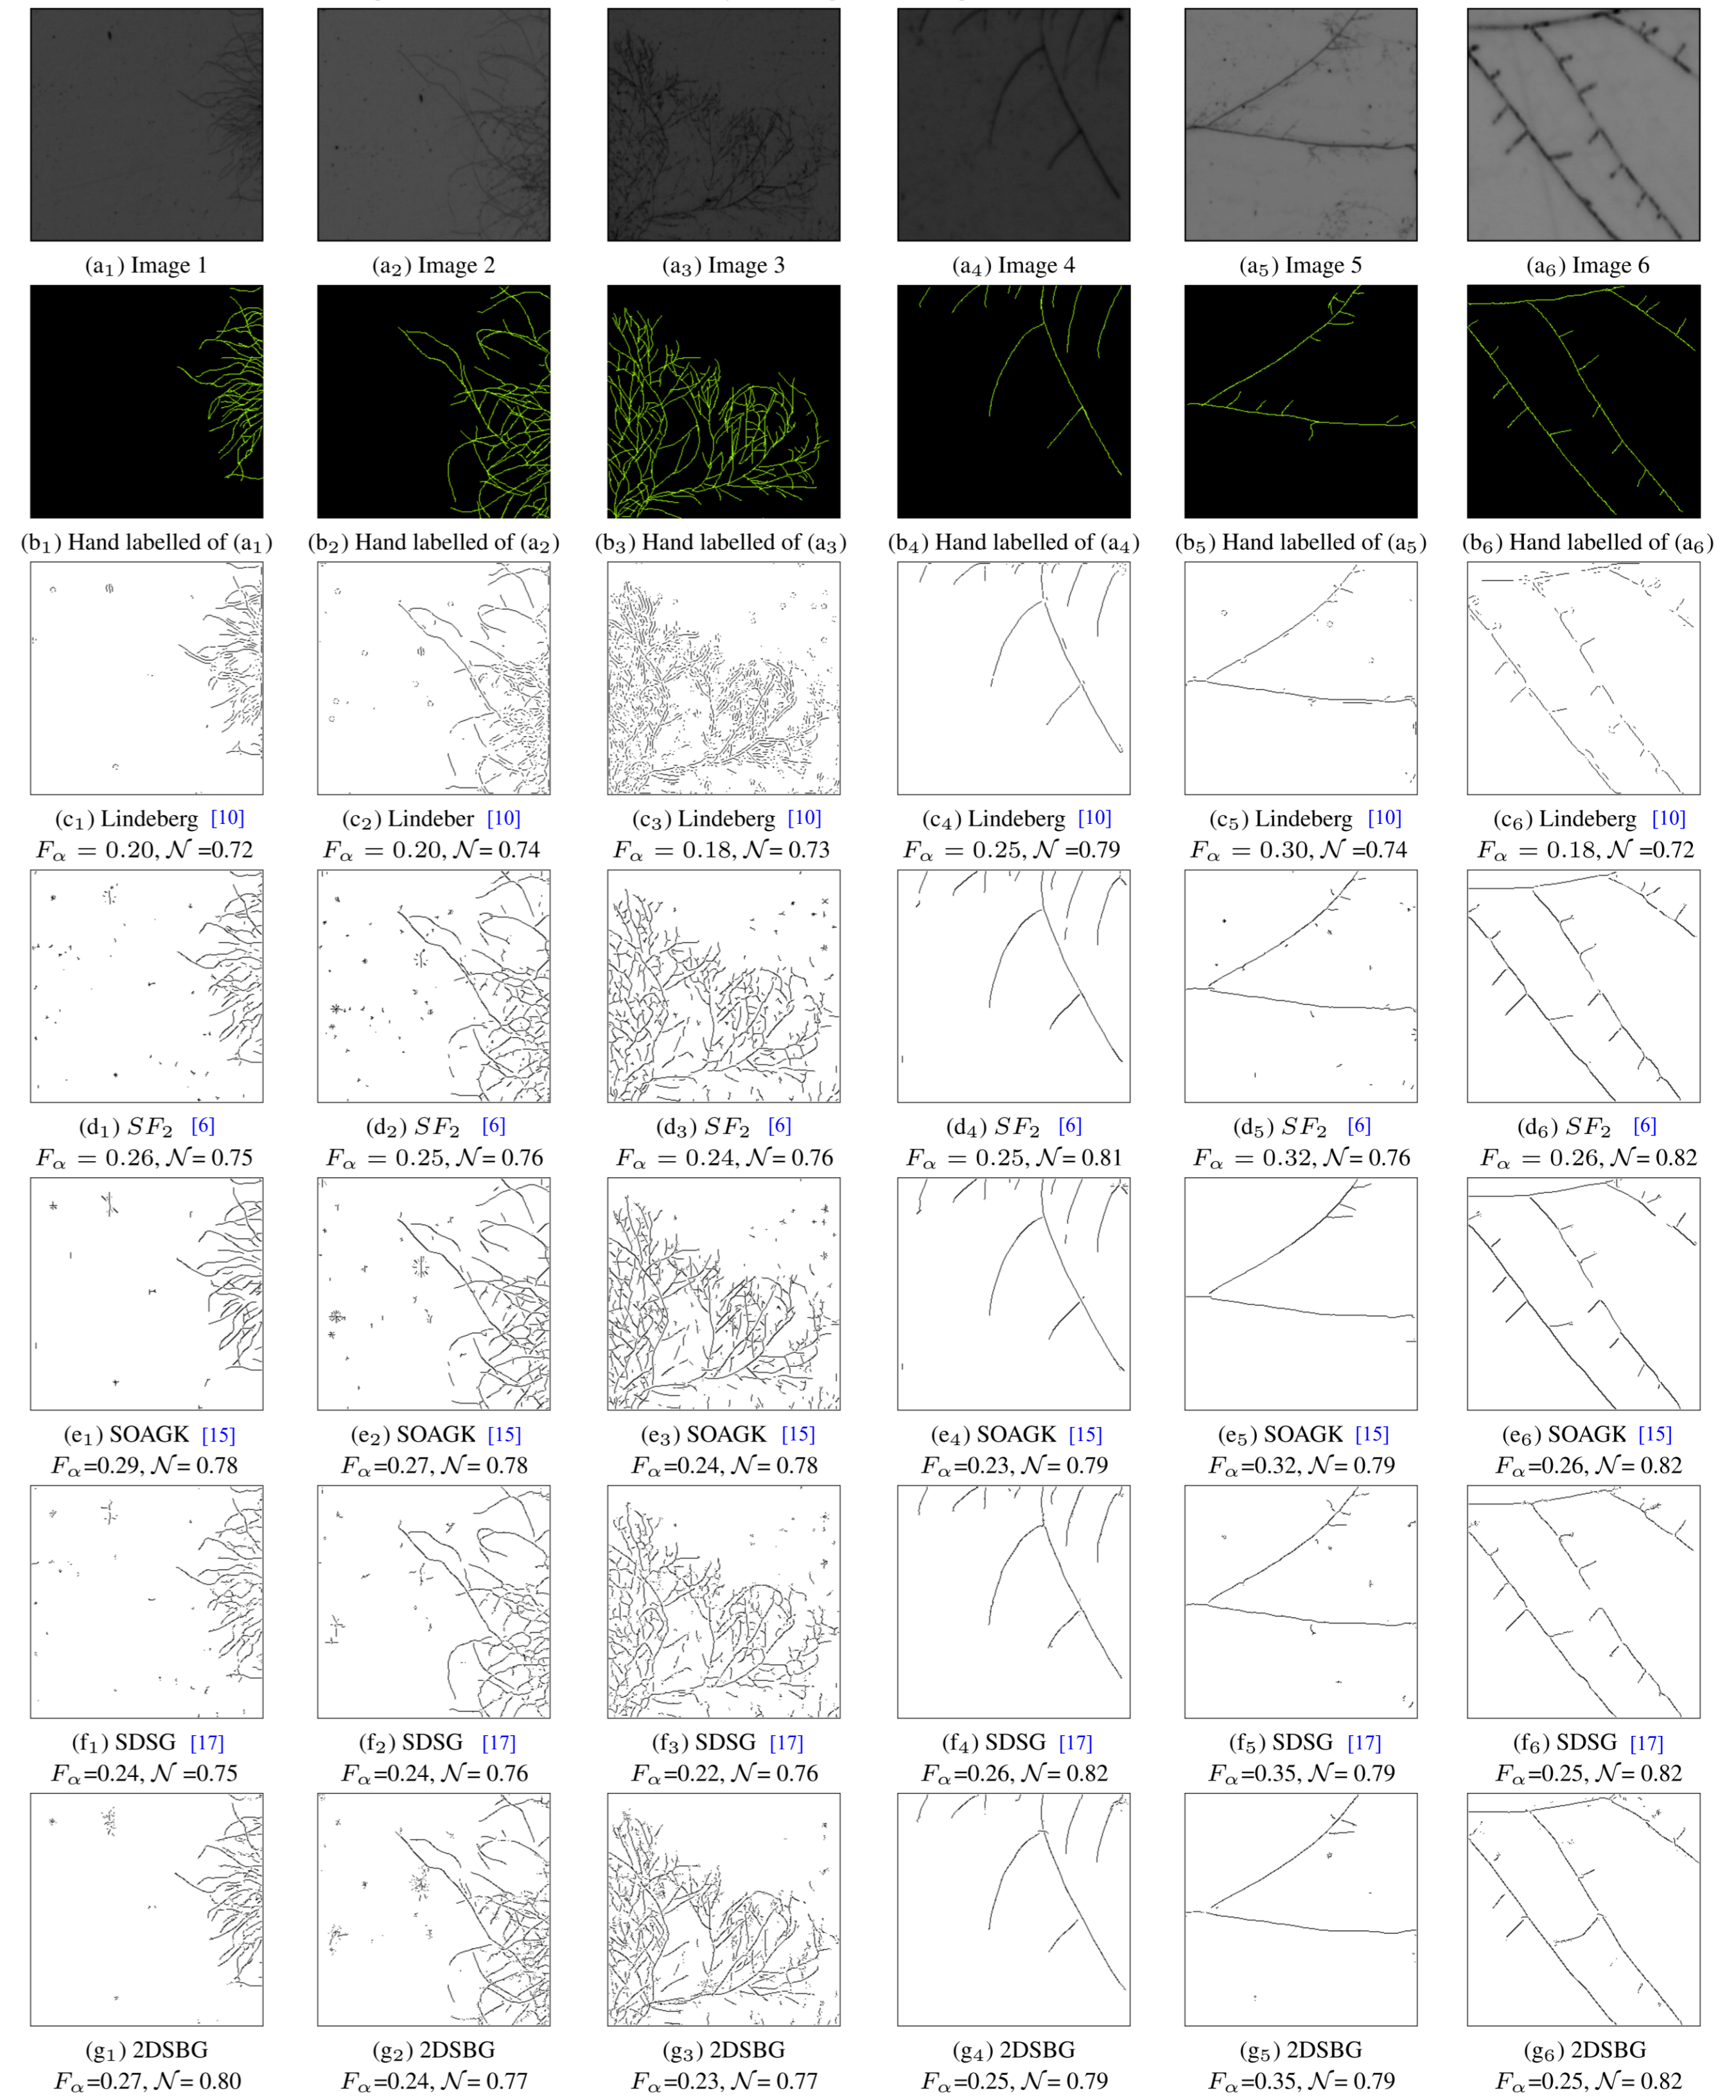 (a₁) Image 1 (a₂) Image 2 (a₃) Image 3 (a₄) Image 4 (a₅) Image 5 (a₆) Image 6
(b₁) Hand labelled of (a₁) (b₂) Hand labelled of (a₂) (b₃) Hand labelled of (a₃) (b₄) Hand labelled of (a₄) (b₅) Hand labelled of (a₅) (b₆) Hand labelled of (a₆)
(c₁) Lindeberg [10] (c₂) Lindeber [10] (c₃) Lindeberg [10] (c₄) Lindeberg [10] (c₅) Lindeberg [10] (c₆) Lindeberg [10]
Fα = 0.20, 𝒩 =0.72 Fα = 0.20, 𝒩= 0.74 Fα = 0.18, 𝒩= 0.73 Fα = 0.25, 𝒩 =0.79 Fα = 0.30, 𝒩 =0.74 Fα = 0.18, 𝒩 =0.72
(d₁) SF₂ [6] (d₂) SF₂ [6] (d₃) SF₂ [6] (d₄) SF₂ [6] (d₅) SF₂ [6] (d₆) SF₂ [6]
Fα = 0.26, 𝒩= 0.75 Fα = 0.25, 𝒩= 0.76 Fα = 0.24, 𝒩= 0.76 Fα = 0.25, 𝒩= 0.81 Fα = 0.32, 𝒩= 0.76 Fα = 0.26, 𝒩= 0.82
(e₁) SOAGK [15] (e₂) SOAGK [15] (e₃) SOAGK [15] (e₄) SOAGK [15] (e₅) SOAGK [15] (e₆) SOAGK [15]
Fα=0.29, 𝒩= 0.78 Fα=0.27, 𝒩= 0.78 Fα=0.24, 𝒩= 0.78 Fα=0.23, 𝒩= 0.79 Fα=0.32, 𝒩= 0.79 Fα=0.26, 𝒩= 0.82
(f₁) SDSG [17] (f₂) SDSG [17] (f₃) SDSG [17] (f₄) SDSG [17] (f₅) SDSG [17] (f₆) SDSG [17]
Fα=0.24, 𝒩 =0.75 Fα=0.24, 𝒩= 0.76 Fα=0.22, 𝒩= 0.76 Fα=0.26, 𝒩= 0.82 Fα=0.35, 𝒩= 0.79 Fα=0.25, 𝒩= 0.82
(g₁) 2DSBG (g₂) 2DSBG (g₃) 2DSBG (g₄) 2DSBG (g₅) 2DSBG (g₆) 2DSBG
Fα=0.27, 𝒩= 0.80 Fα=0.24, 𝒩= 0.77 Fα=0.23, 𝒩= 0.77 Fα=0.25, 𝒩= 0.79 Fα=0.35, 𝒩= 0.79 Fα=0.25, 𝒩= 0.82